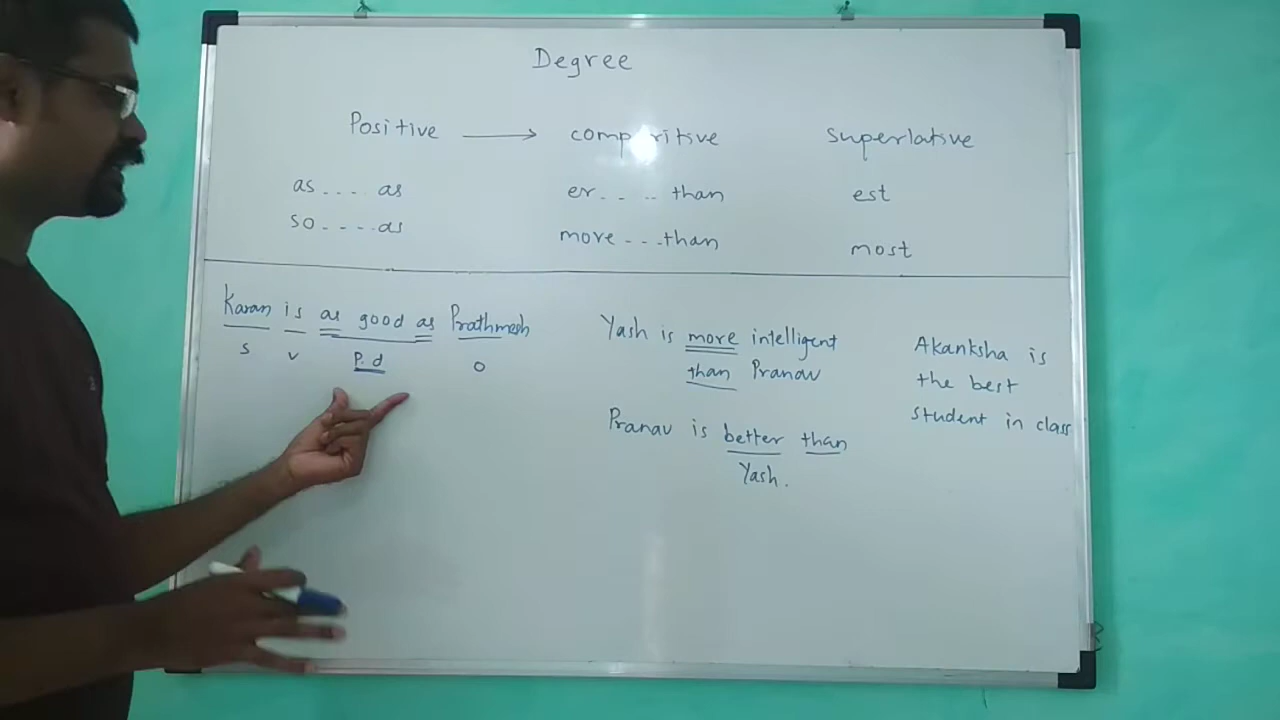 Degree
Positive → comparitive superlative
as.... as er.. .. than est
so....as more...than most
Karan is as good as Prathmesh
S V P.d O
Yash is more intelligent
than Pranav
Pranav is better than
Yash.
Akanksha is
the best
student in class